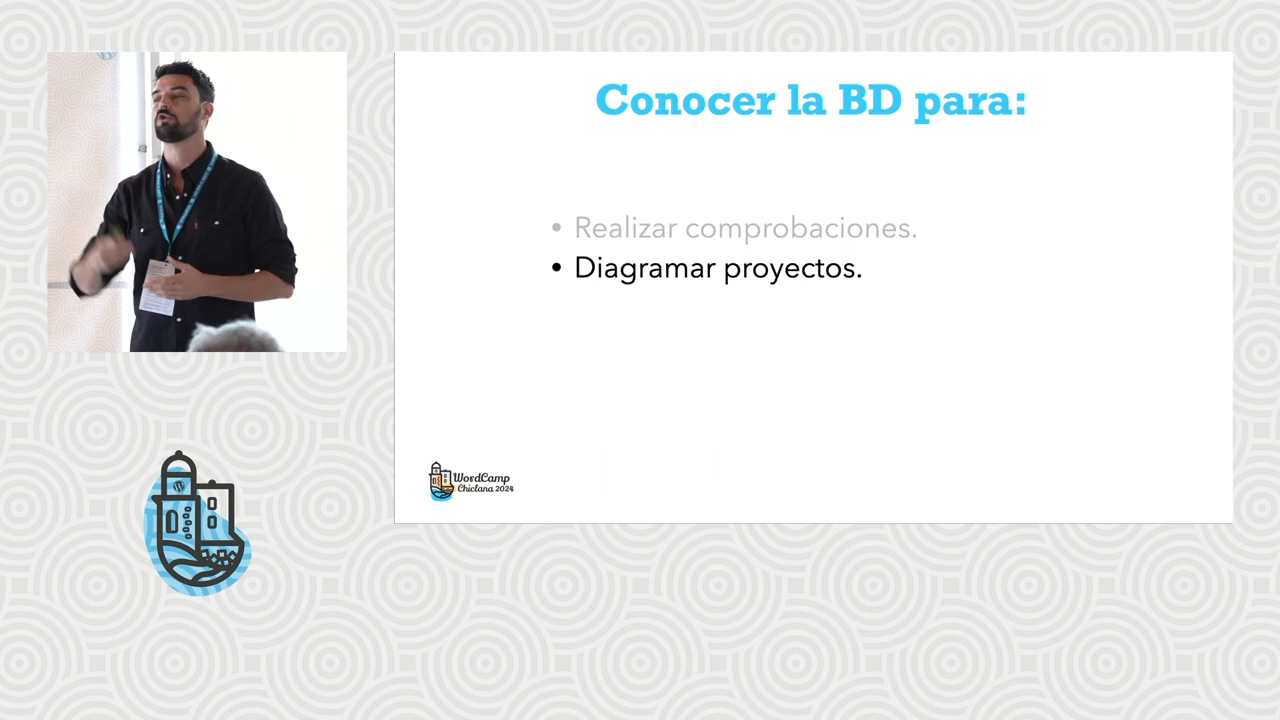 Conocer la BD para:
• Realizar comprobaciones.
• Diagramar proyectos.
WordCamp
Chiclana 2024